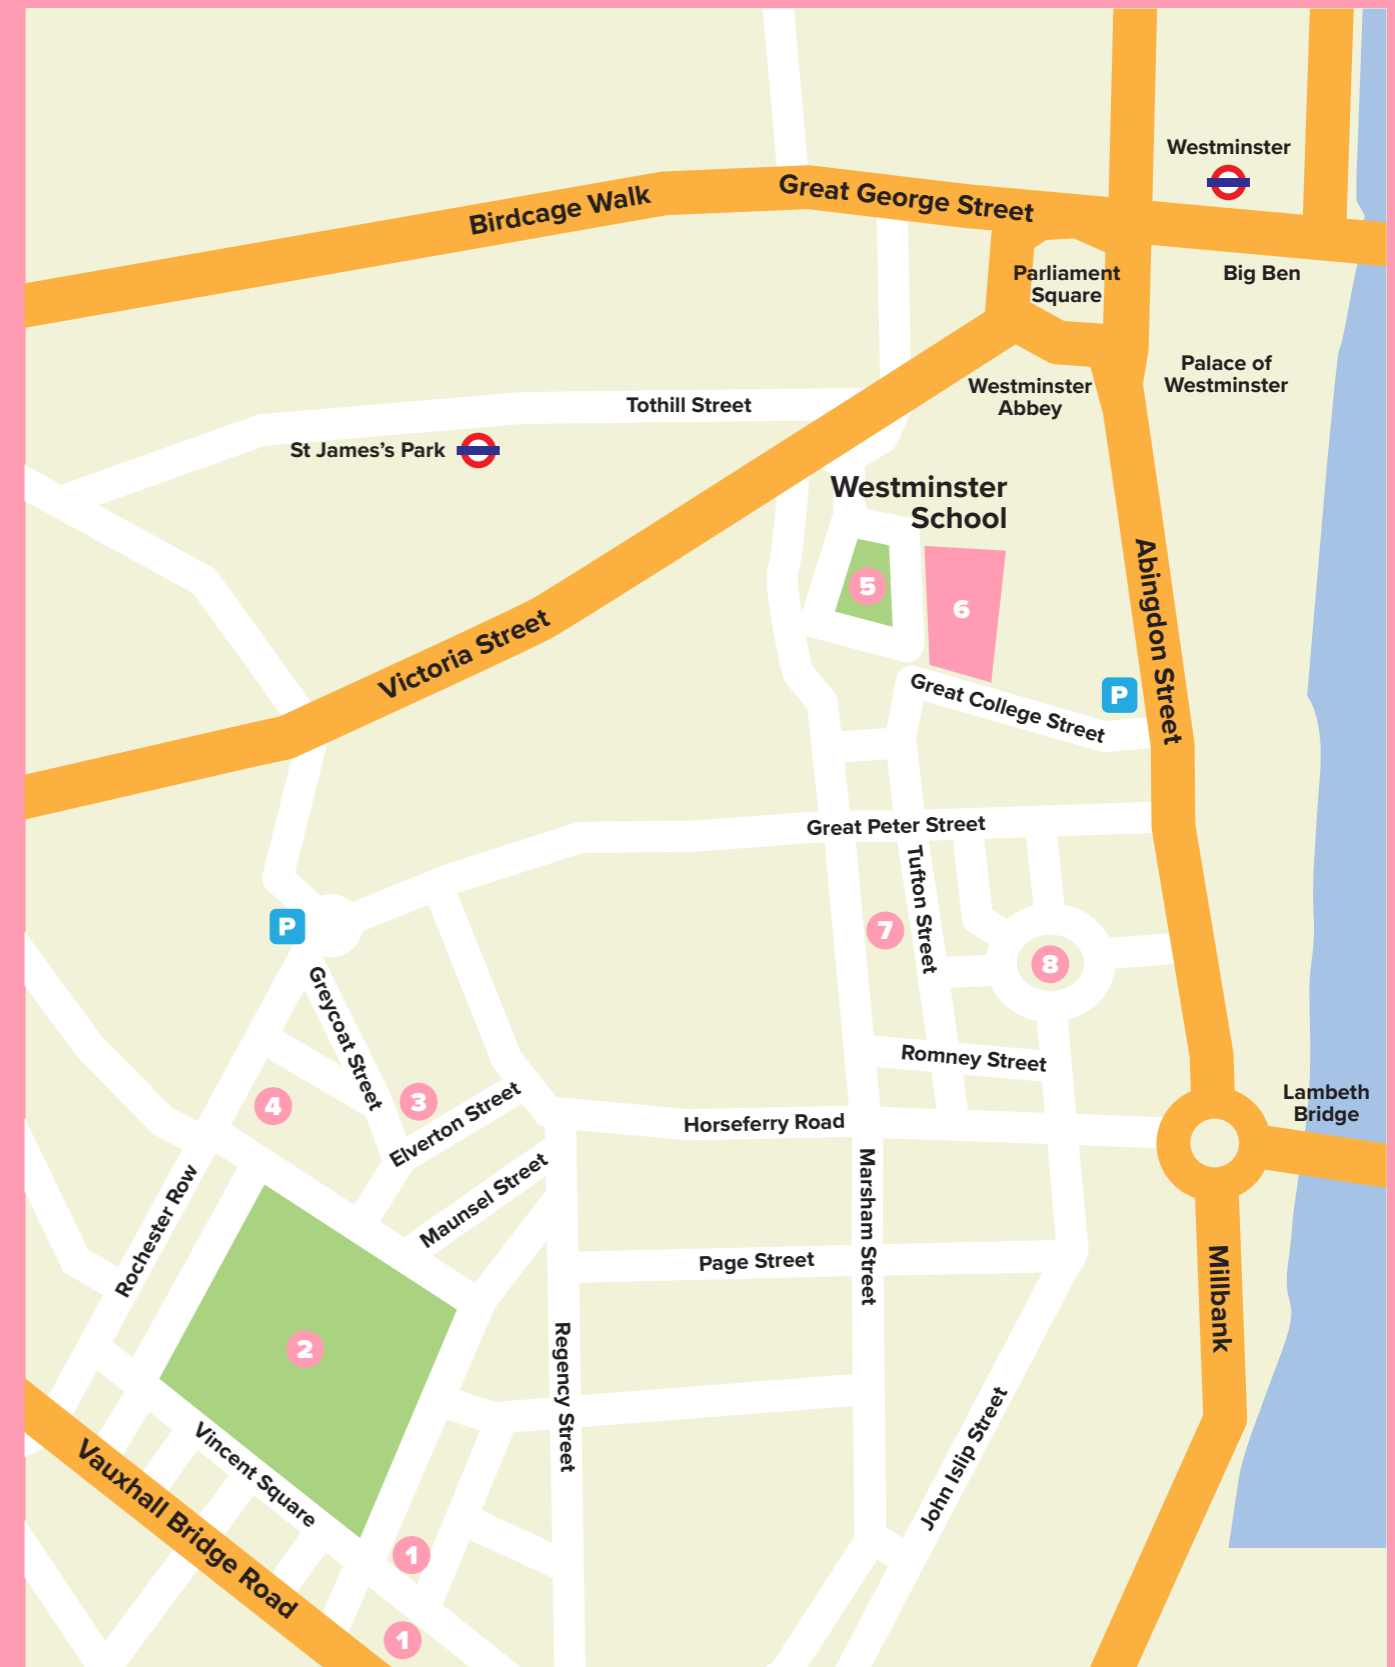 Westminster
Birdcage Walk
Great George Street
Parliament
Square
Big Ben
Palace of
Westminster
Westminster
Abbey
Tothill Street
St James’s Park
Westminster
School
5
6
Abingdon Street
Victoria Street
Great College Street
P
Great Peter Street
Tufton Street
7
P
8
Greycoat Street
Romney Street
3
4
Elverton Street
Horseferry Road
Lambeth
Bridge
Maunsel Street
Marsham Street
Rochester Row
Page Street
Millbank
2
Regency Street
Vincent Square
John Islip Street
Vauxhall Bridge Road
1
1